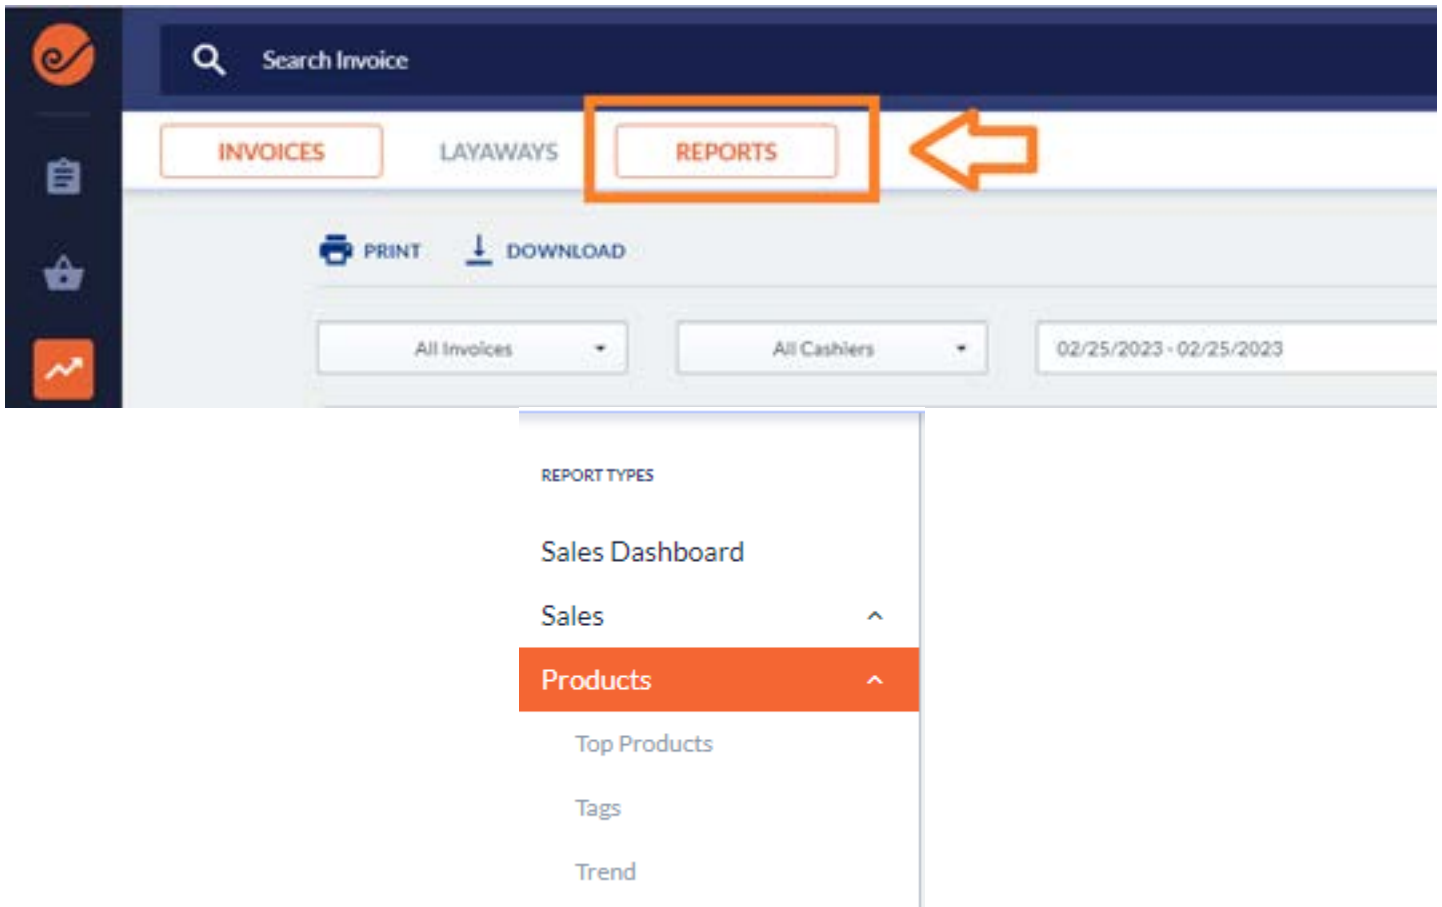 Search Invoice
INVOICES LAYAWAYS REPORTS
PRINT DOWNLOAD
All Invoices All Cashiers 02/25/2023 - 02/25/2023
REPORT TYPES
Sales Dashboard
Sales
Products
Top Products
Tags
Trend